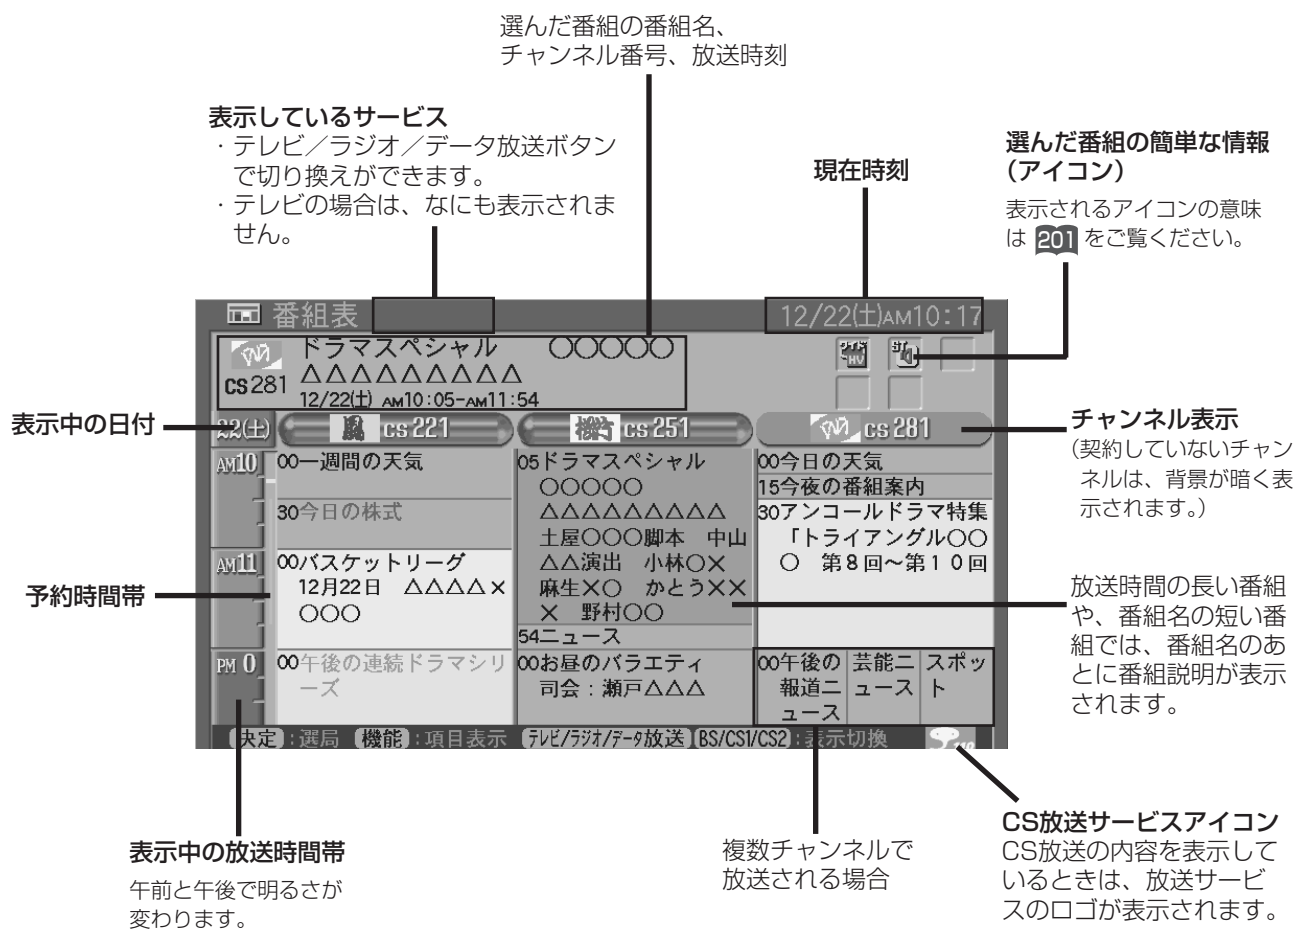 選んだ番組の番組名、
チャンネル番号、放送時刻
表示しているサービス
・テレビ／ラジオ／データ放送ボタン
で切り換えができます。
・テレビの場合は、なにも表示されま
せん。
現在時刻
選んだ番組の簡単な情報
（アイコン）
表示されるアイコンの意味
は 201 をご覧ください。
番組表
12/22(土)AM10:17
ドラマスペシャル ○○○○○
CS281 △△△△△△△△△
12/22(土) AM10:05-AM11:54
HV
ST
表示中の日付
22(土)
風 CS221
CS251
CS281
チャンネル表示
（契約していないチャン
ネルは、背景が暗く表
示されます。）
AM10
00一週間の天気
30今日の株式
AM11
00バスケットリーグ
12月22日 △△△△×
○○○
PM 0
00午後の連続ドラマシリ
ーズ
05ドラマスペシャル
○○○○○
△△△△△△△△△
土屋○○○脚本 中山
△△演出 小林○×
麻生×○ かとう××
× 野村○○
54ニュース
00お昼のバラエティ
司会：瀬戸△△△
00今日の天気
15今夜の番組案内
30アンコールドラマ特集
「トライアングル○○
○ 第8回～第10回
00午後の
報道ニ
ュース
芸能ニ
ュース
スポッ
ト
予約時間帯
放送時間の長い番組
や、番組名の短い番
組では、番組名のあ
とに番組説明が表示
されます。
決定：選局 機能：項目表示 テレビ/ラジオ/データ放送 BS/CS1/CS2：表示切換
表示中の放送時間帯
午前と午後で明るさが
変わります。
複数チャンネルで
放送される場合
CS放送サービスアイコン
CS放送の内容を表示して
いるときは、放送サービ
スのロゴが表示されます。